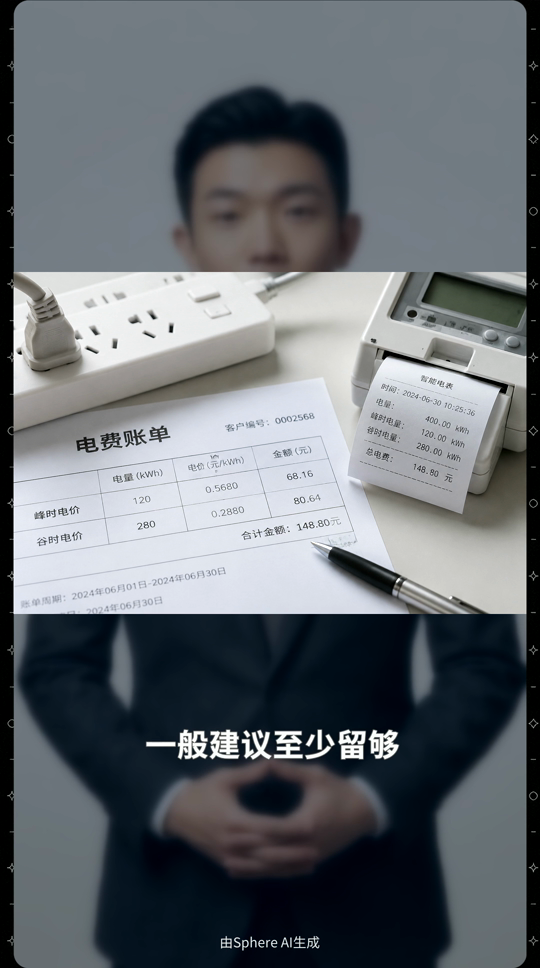 电费账单
客户编号：0002568
电量 (kWh)
电价 (元/kWh)
金额 (元)
峰时电价
120
0.5680
68.16
谷时电价
280
0.2880
80.64
合计金额：148.80元
账单周期：2024年06月01日-2024年06月30日
2024年06月30日
智能电表
时间：2024-06-30 10:25:36
电量：
400.00 kWh
峰时电量：
120.00 kWh
谷时电量：
280.00 kWh
总电费：
148.80 元
一般建议至少留够
由Sphere AI生成